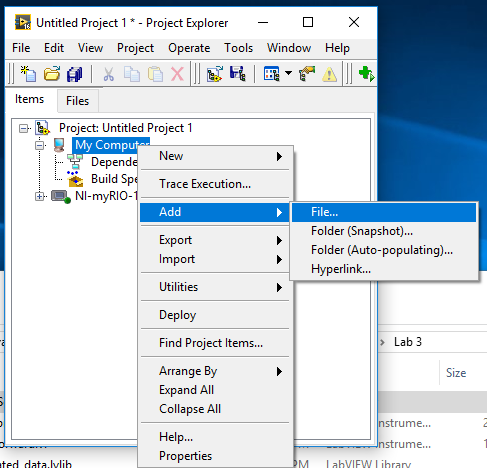 Untitled Project 1 * - Project Explorer
File Edit View Project Operate Tools Window Help
Items Files
Project: Untitled Project 1
My Computer
Depende
Build Spe
NI-myRIO-1
New
Trace Execution...
Add
Export
Import
Utilities
Deploy
Find Project Items...
Arrange By
Expand All
Collapse All
Help...
Properties
File...
Folder (Snapshot)...
Folder (Auto-populating)...
Hyperlink...
Lab 3
Size
Instrume...
Instrume...
LabVIEW Library